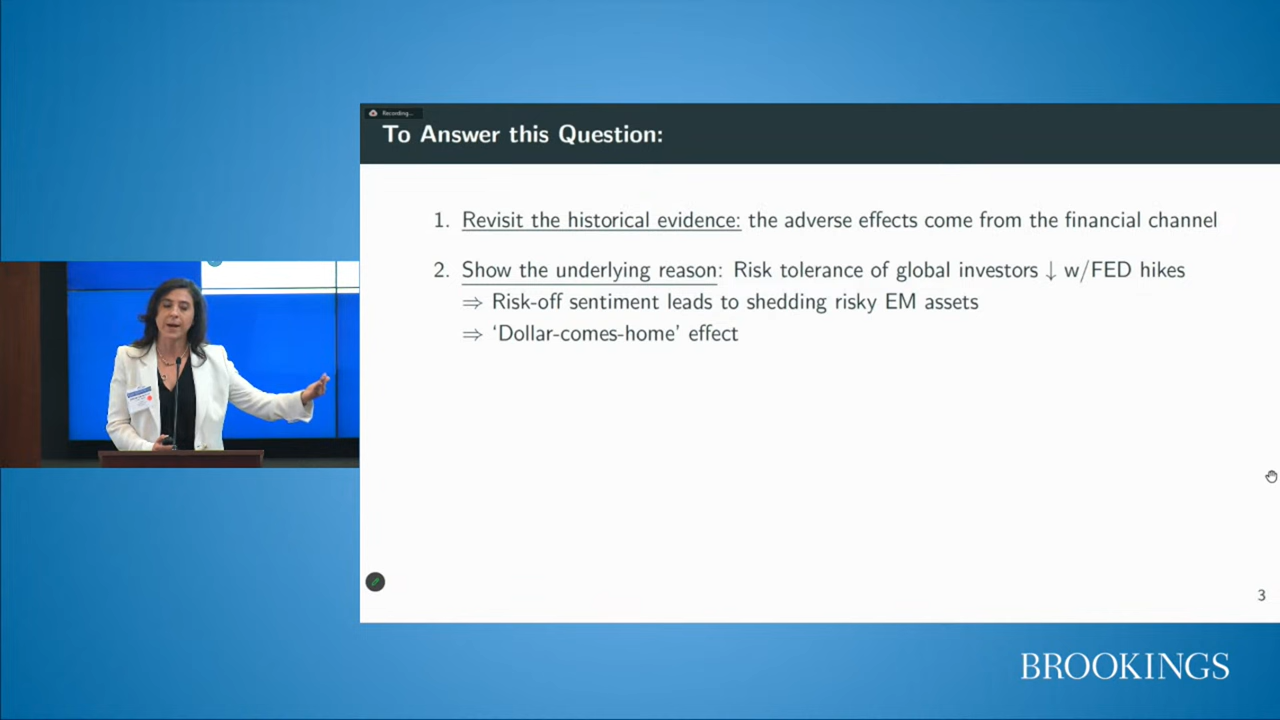 Recording...
To Answer this Question:
1. Revisit the historical evidence: the adverse effects come from the financial channel
2. Show the underlying reason: Risk tolerance of global investors ↓ w/FED hikes
⇒ Risk-off sentiment leads to shedding risky EM assets
⇒ ‘Dollar-comes-home’ effect
3
BROOKINGS